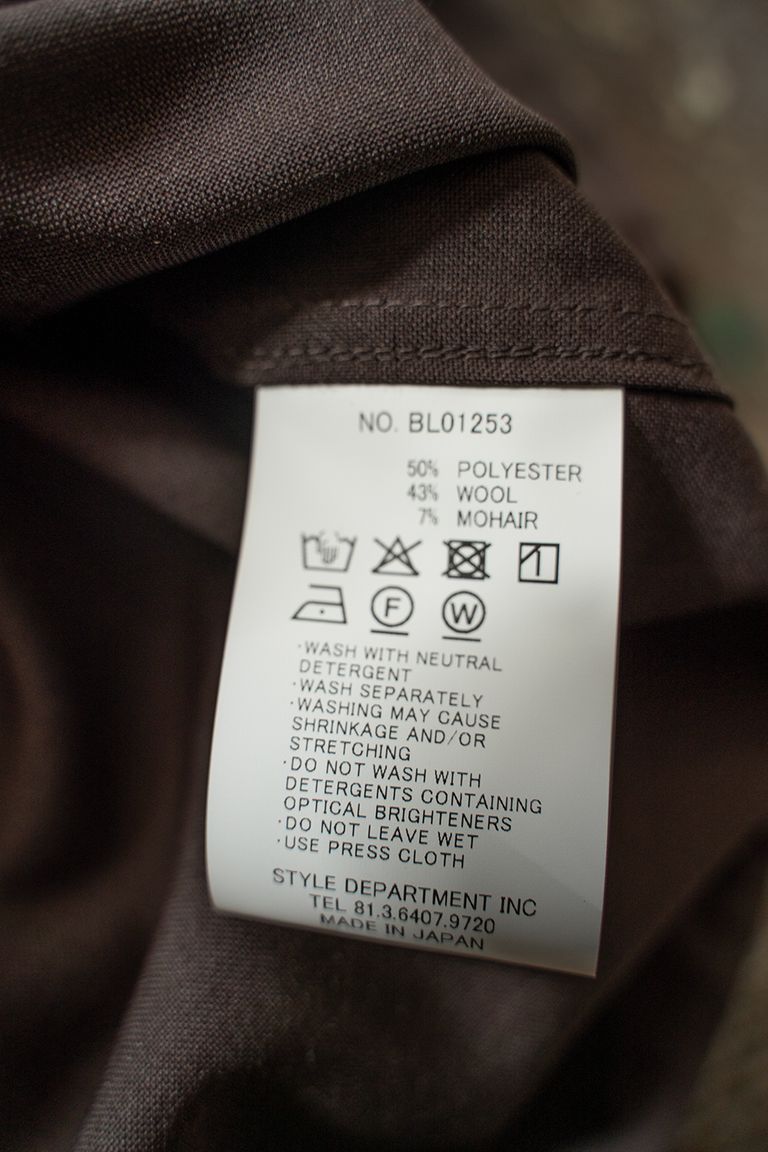 NO. BL01253
50% POLYESTER
43% WOOL
7% MOHAIR
F W
·WASH WITH NEUTRAL
DETERGENT
·WASH SEPARATELY
·WASHING MAY CAUSE
SHRINKAGE AND/OR
STRETCHING
·DO NOT WASH WITH
DETERGENTS CONTAINING
OPTICAL BRIGHTENERS
·DO NOT LEAVE WET
·USE PRESS CLOTH
STYLE DEPARTMENT INC
TEL 81.3.6407.9720
MADE IN JAPAN